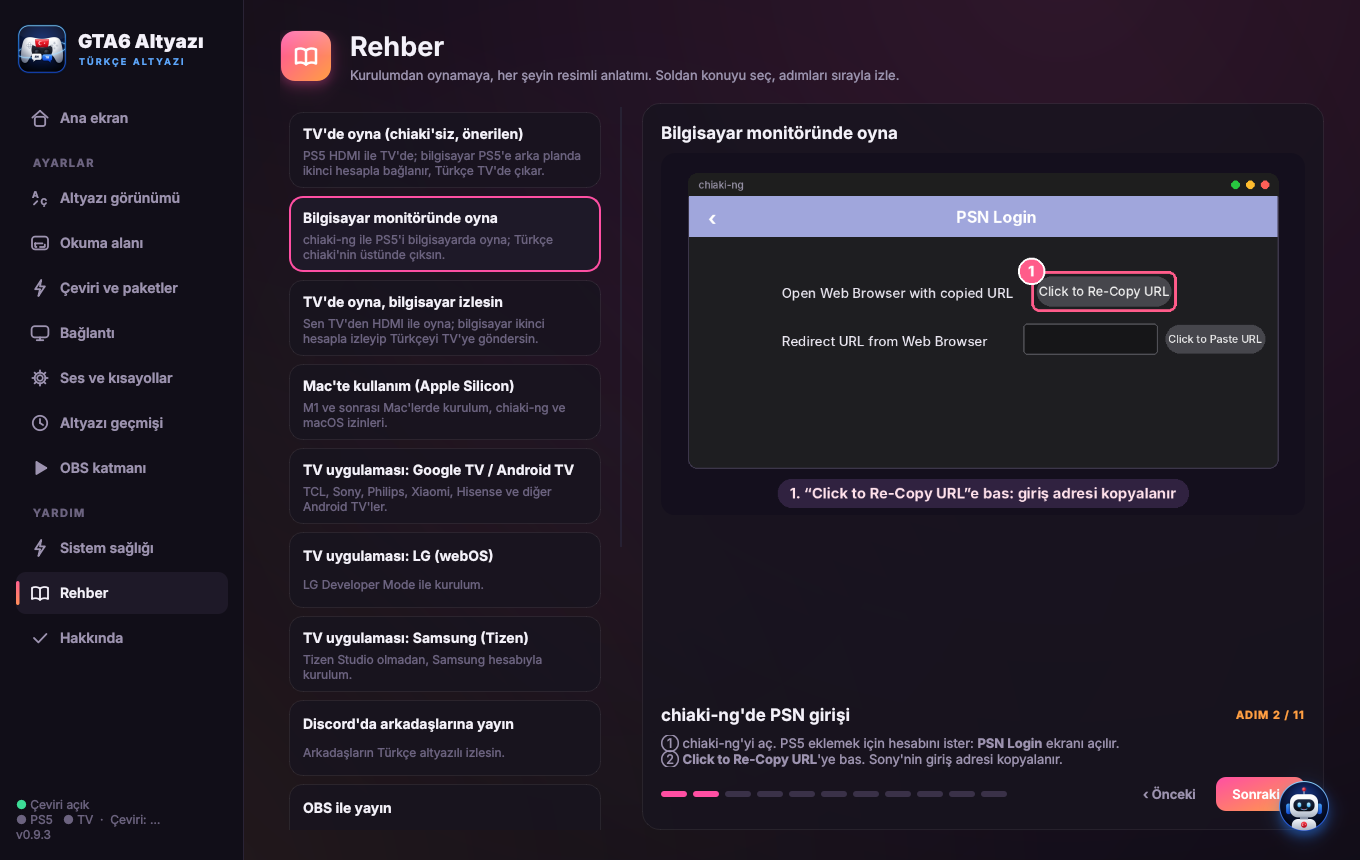 GTA6 Altyazı
TÜRKÇE ALTYAZI
Ana ekran
AYARLAR
Altyazı görünümü
Okuma alanı
Çeviri ve paketler
Bağlantı
Ses ve kısayollar
Altyazı geçmişi
OBS katmanı
YARDIM
Sistem sağlığı
Rehber
Hakkında
Çeviri açık
PS5 TV · Çeviri: ...
v0.9.3
Rehber
Kurulumdan oynamaya, her şeyin resimli anlatımı. Soldan konuyu seç, adımları sırayla izle.
TV'de oyna (chiaki'siz, önerilen)
PS5 HDMI ile TV'de; bilgisayar PS5'e arka planda
ikinci hesapla bağlanır, Türkçe TV'de çıkar.
Bilgisayar monitöründe oyna
chiaki-ng ile PS5'i bilgisayarda oyna; Türkçe
chiaki'nin üstünde çıksın.
TV'de oyna, bilgisayar izlesin
Sen TV'den HDMI ile oyna; bilgisayar ikinci
hesapla izleyip Türkçeyi TV'ye göndersin.
Mac'te kullanım (Apple Silicon)
M1 ve sonrası Mac'lerde kurulum, chiaki-ng ve
macOS izinleri.
TV uygulaması: Google TV / Android TV
TCL, Sony, Philips, Xiaomi, Hisense ve diğer
Android TV'ler.
TV uygulaması: LG (webOS)
LG Developer Mode ile kurulum.
TV uygulaması: Samsung (Tizen)
Tizen Studio olmadan, Samsung hesabıyla
kurulum.
Discord'da arkadaşlarına yayın
Arkadaşların Türkçe altyazılı izlesin.
OBS ile yayın
Bilgisayar monitöründe oyna
chiaki-ng
‹ PSN Login
1
Open Web Browser with copied URL Click to Re-Copy URL
Redirect URL from Web Browser Click to Paste URL
1. “Click to Re-Copy URL”e bas: giriş adresi kopyalanır
chiaki-ng'de PSN girişi ADIM 2 / 11
① chiaki-ng'yi aç. PS5 eklemek için hesabını ister: PSN Login ekranı açılır.
② Click to Re-Copy URL'ye bas. Sony'nin giriş adresi kopyalanır.
‹ Önceki Sonraki